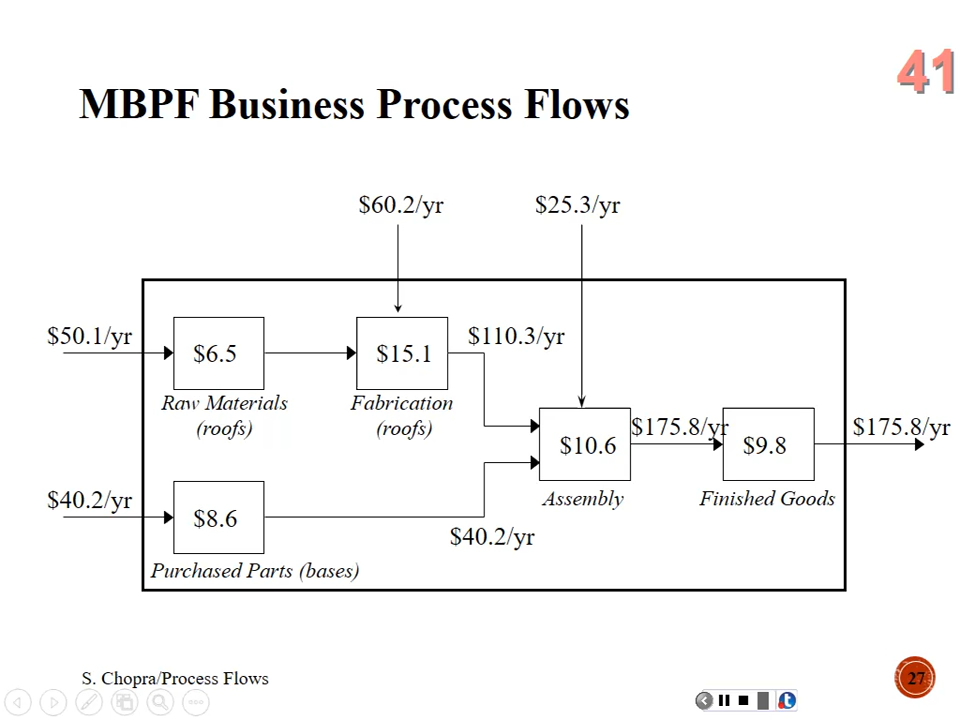 41
MBPF Business Process Flows
$60.2/yr
$25.3/yr
$50.1/yr
$6.5
$15.1
$110.3/yr
Raw Materials
(roofs)
Fabrication
(roofs)
$10.6
$175.8/yr
$9.8
$175.8/yr
Assembly
Finished Goods
$40.2/yr
$8.6
$40.2/yr
Purchased Parts (bases)
S. Chopra/Process Flows
27
t